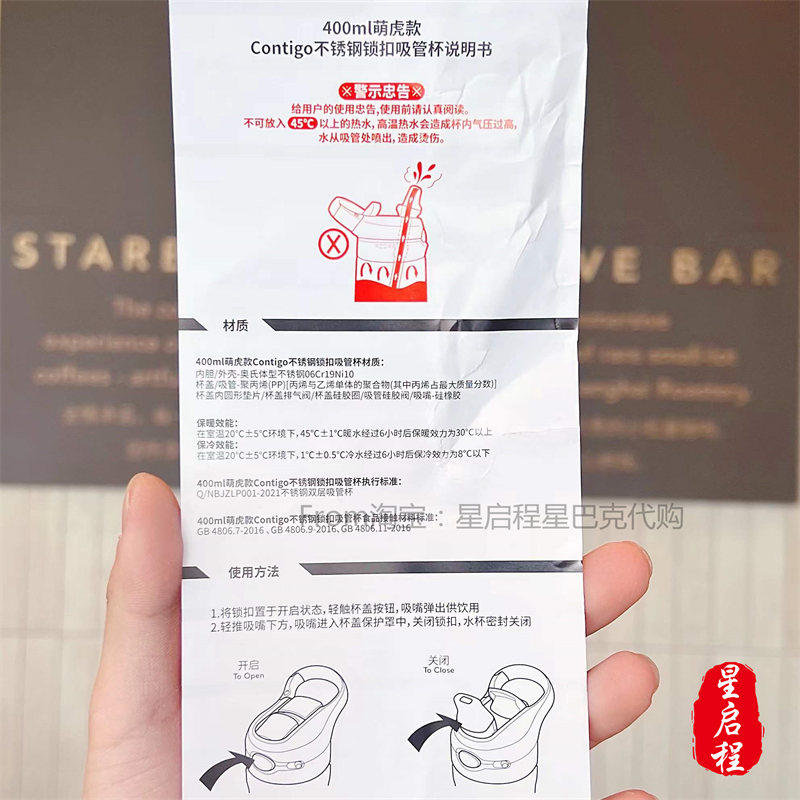 400ml萌虎款
Contigo不锈钢锁扣吸管杯说明书
※警示忠告※
给用户的使用忠告,使用前请认真阅读。
不可放入 45℃ 以上的热水,高温热水会造成杯内气压过高,
水从吸管处喷出,造成烫伤。
X
STARB
VE BAR
材质
400ml萌虎款Contigo不锈钢锁扣吸管杯材质:
内胆/外壳-奥氏体型不锈钢06Cr19Ni10
杯盖/吸管-聚丙烯(PP)[丙烯与乙烯单体的聚合物(其中丙烯占最大质量分数)]
杯盖内圆形垫片/杯盖排气阀/杯盖硅胶圈/吸管硅胶阀/吸嘴-硅橡胶
保暖效能:
在室温20℃±5℃环境下, 45℃±1℃暖水经过6小时后保暖效力为30℃以上
保冷效能:
在室温20℃±5℃环境下, 1℃±0.5℃冷水经过6小时后保冷效力为8℃以下
400ml萌虎款Contigo不锈钢锁扣吸管杯执行标准:
Q/NBJZLP001-2021不锈钢双层吸管杯
From淘宝:星启程星巴克代购
400ml萌虎款Contigo不锈钢锁扣吸管杯食品接触材料标准:
GB 4806.7-2016 、GB 4806.9-2016、GB 4806.11-2016
使用方法
1.将锁扣置于开启状态,轻触杯盖按钮,吸嘴弹出供饮用
2.轻推吸嘴下方,吸嘴进入杯盖保护罩中,关闭锁扣,水杯密封关闭
开启
To Open
关闭
To Close
星启程